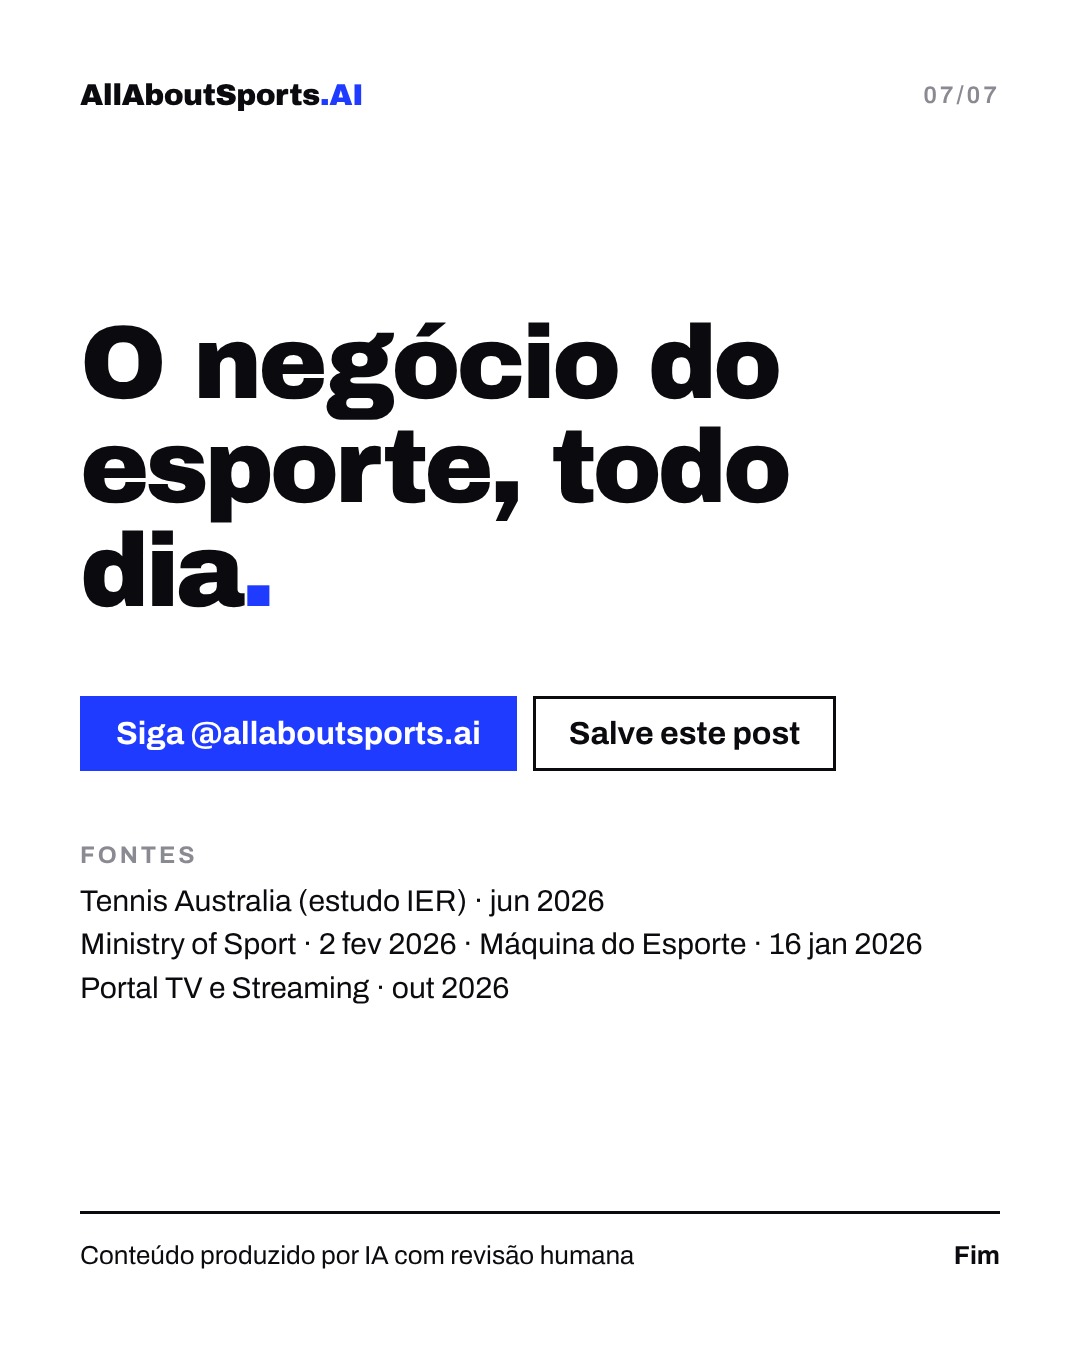 AllAboutSports.AI
07/07
O negócio do
esporte, todo
dia.
Siga @allaboutsports.ai
Salve este post
FONTES
Tennis Australia (estudo IER) · jun 2026
Ministry of Sport · 2 fev 2026 · Máquina do Esporte · 16 jan 2026
Portal TV e Streaming · out 2026
Conteúdo produzido por IA com revisão humana
Fim